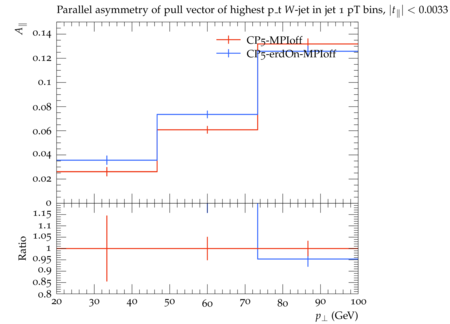 Parallel asymmetry of pull vector of highest p_t W-jet in jet 1 pT bins, |t∥| < 0.0033
A∥
0.14
CP5-MPIoff
CP5-erdOn-MPIoff
0.12
0.1
0.08
0.06
0.04
0.02
0
Ratio
1.15
1.1
1.05
1
0.95
0.9
0.85
0.8
20 30 40 50 60 70 80 90 100
p⊥ (GeV)